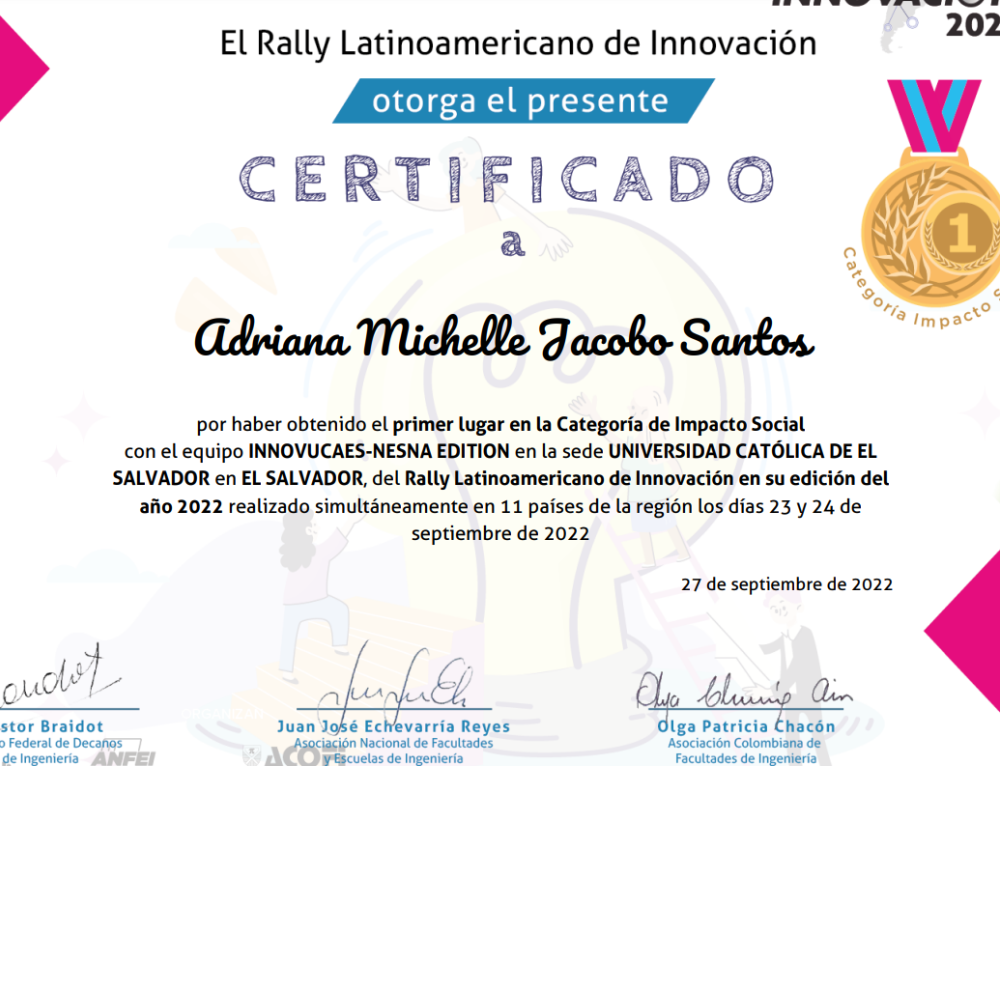 INNOVACIÓN
202
El Rally Latinoamericano de Innovación
otorga el presente
CERTIFICADO
a
1
Categoría Impacto S
Adriana Michelle Jacobo Santos
por haber obtenido el primer lugar en la Categoría de Impacto Social
con el equipo INNOVUCAES-NESNA EDITION en la sede UNIVERSIDAD CATÓLICA DE EL
SALVADOR en EL SALVADOR, del Rally Latinoamericano de Innovación en su edición del
año 2022 realizado simultáneamente en 11 países de la región los días 23 y 24 de
septiembre de 2022
27 de septiembre de 2022
stor Braidot
o Federal de Decanos
de Ingeniería
ANFEI
Juan José Echevarría Reyes
Asociación Nacional de Facultades
y Escuelas de Ingeniería
ACOFI
Olga Patricia Chacón
Asociación Colombiana de
Facultades de Ingeniería